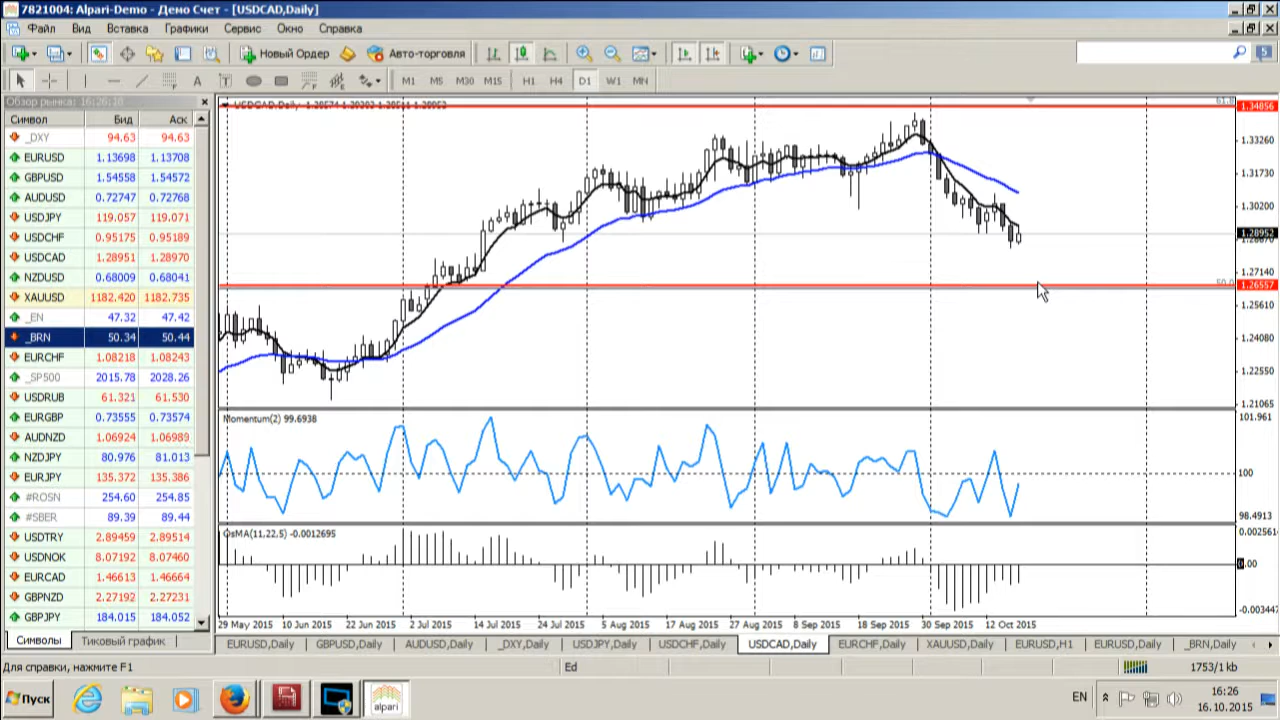 7821004: Alpari-Demo - Демо Счет - [USDCAD,Daily]
Файл Вид Вставка Графики Сервис Окно Справка
Новый Ордер Авто-торговля
M1 M5 M30 M15 H1 H4 D1 W1 MN
Обзор рынка: 16:26:18
Символ Бид Аск
_DXY 94.63 94.63
EURUSD 1.13698 1.13708
GBPUSD 1.54558 1.54572
AUDUSD 0.72747 0.72768
USDJPY 119.057 119.071
USDCHF 0.95175 0.95189
USDCAD 1.28951 1.28970
NZDUSD 0.68009 0.68041
XAUUSD 1182.420 1182.735
_EN 47.32 47.42
_BRN 50.34 50.44
EURCHF 1.08218 1.08243
_SP500 2015.78 2028.26
USDRUB 61.321 61.530
EURGBP 0.73555 0.73574
AUDNZD 1.06924 1.06989
NZDJPY 80.976 81.013
EURJPY 135.372 135.386
#ROSN 254.60 254.85
#SBER 89.39 89.44
USDTRY 2.89459 2.89514
USDNOK 8.07192 8.07460
EURCAD 1.46613 1.46664
GBPNZD 2.27192 2.27231
GBPJPY 184.015 184.052
Символы Тиковый график
USDCAD,Daily
1.34856
1.33260
1.31730
1.30200
1.28952
1.27140
1.26557
1.25610
1.24080
1.22550
1.21065
Momentum(2) 99.6938
101.961
100
98.4913
OsMA(11,22,5) -0.0012695
0.002561
0.00
-0.003447
29 May 2015 10 Jun 2015 22 Jun 2015 2 Jul 2015 14 Jul 2015 24 Jul 2015 5 Aug 2015 17 Aug 2015 27 Aug 2015 8 Sep 2015 18 Sep 2015 30 Sep 2015 12 Oct 2015
EURUSD,Daily GBPUSD,Daily AUDUSD,Daily _DXY,Daily USDJPY,Daily USDCHF,Daily USDCAD,Daily EURCHF,Daily XAUUSD,Daily EURUSD,H1 EURUSD,Daily _BRN,Daily
Для справки, нажмите F1 Ed 1753/1 kb
Пуск alpari EN 16:26
16.10.2015